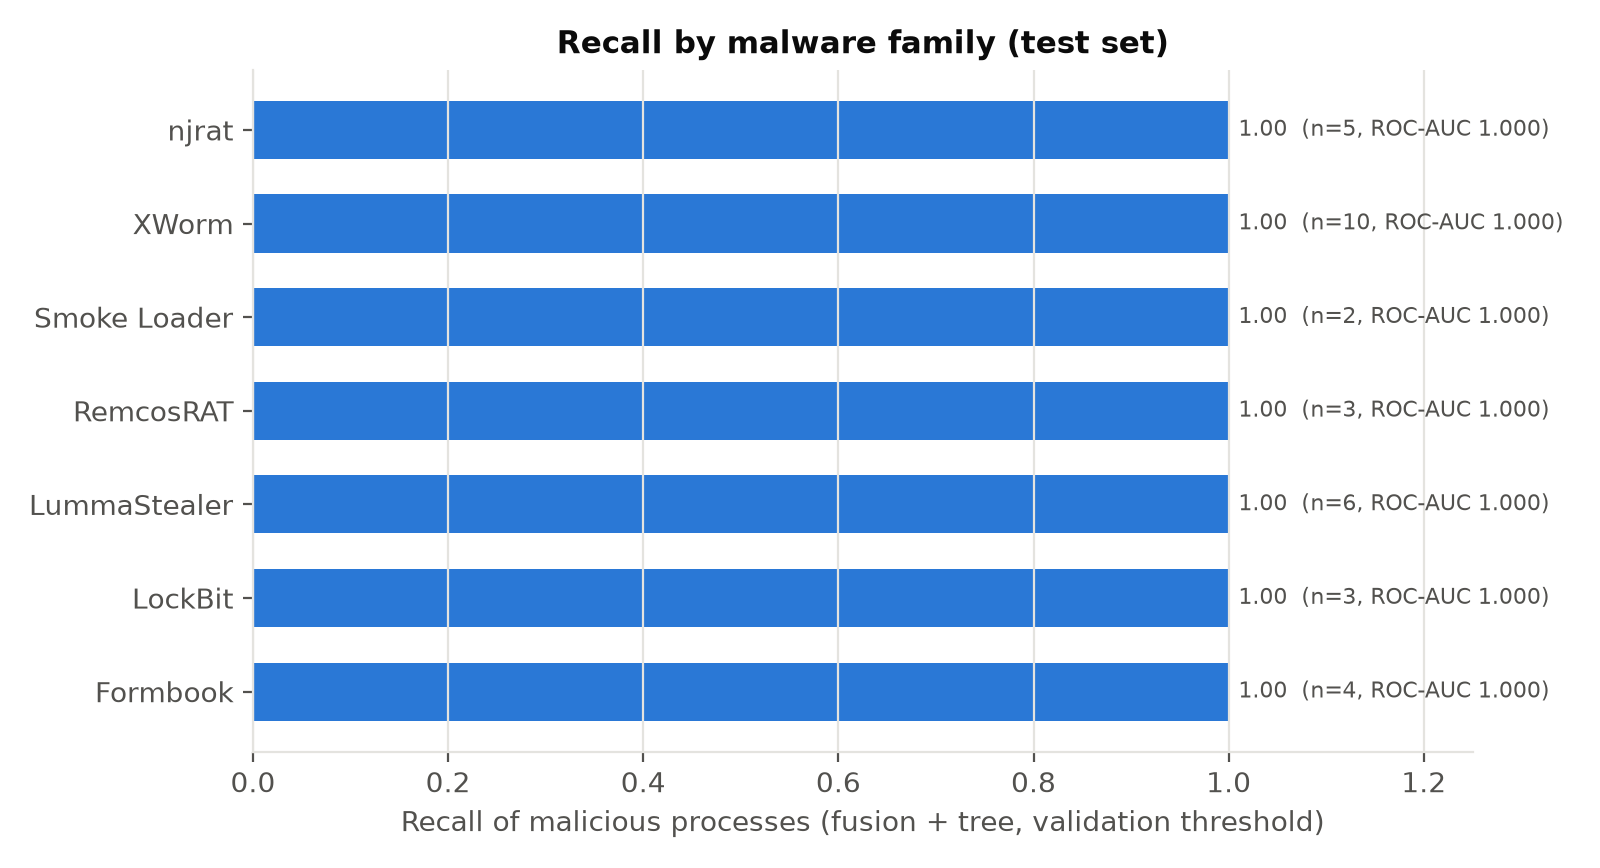 Recall by malware family (test set)
njrat 1.00 (n=5, ROC-AUC 1.000)
XWorm 1.00 (n=10, ROC-AUC 1.000)
Smoke Loader 1.00 (n=2, ROC-AUC 1.000)
RemcosRAT 1.00 (n=3, ROC-AUC 1.000)
LummaStealer 1.00 (n=6, ROC-AUC 1.000)
LockBit 1.00 (n=3, ROC-AUC 1.000)
Formbook 1.00 (n=4, ROC-AUC 1.000)
0.0 0.2 0.4 0.6 0.8 1.0 1.2
Recall of malicious processes (fusion + tree, validation threshold)